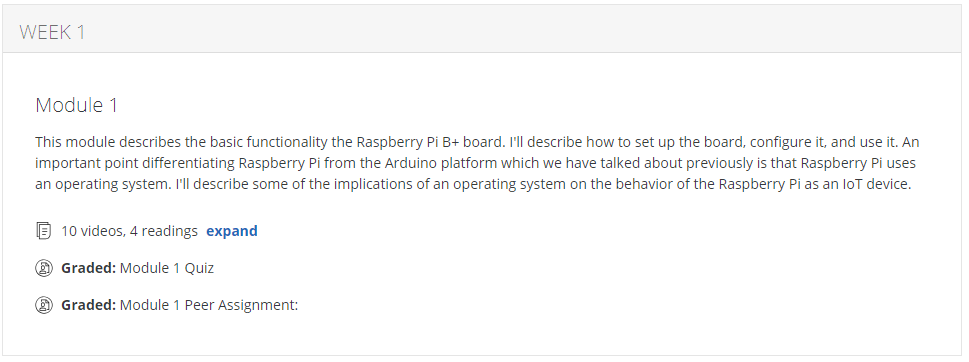 WEEK 1
Module 1
This module describes the basic functionality the Raspberry Pi B+ board. I'll describe how to set up the board, configure it, and use it. An
important point differentiating Raspberry Pi from the Arduino platform which we have talked about previously is that Raspberry Pi uses
an operating system. I'll describe some of the implications of an operating system on the behavior of the Raspberry Pi as an IoT device.
10 videos, 4 readings expand
Graded: Module 1 Quiz
Graded: Module 1 Peer Assignment: